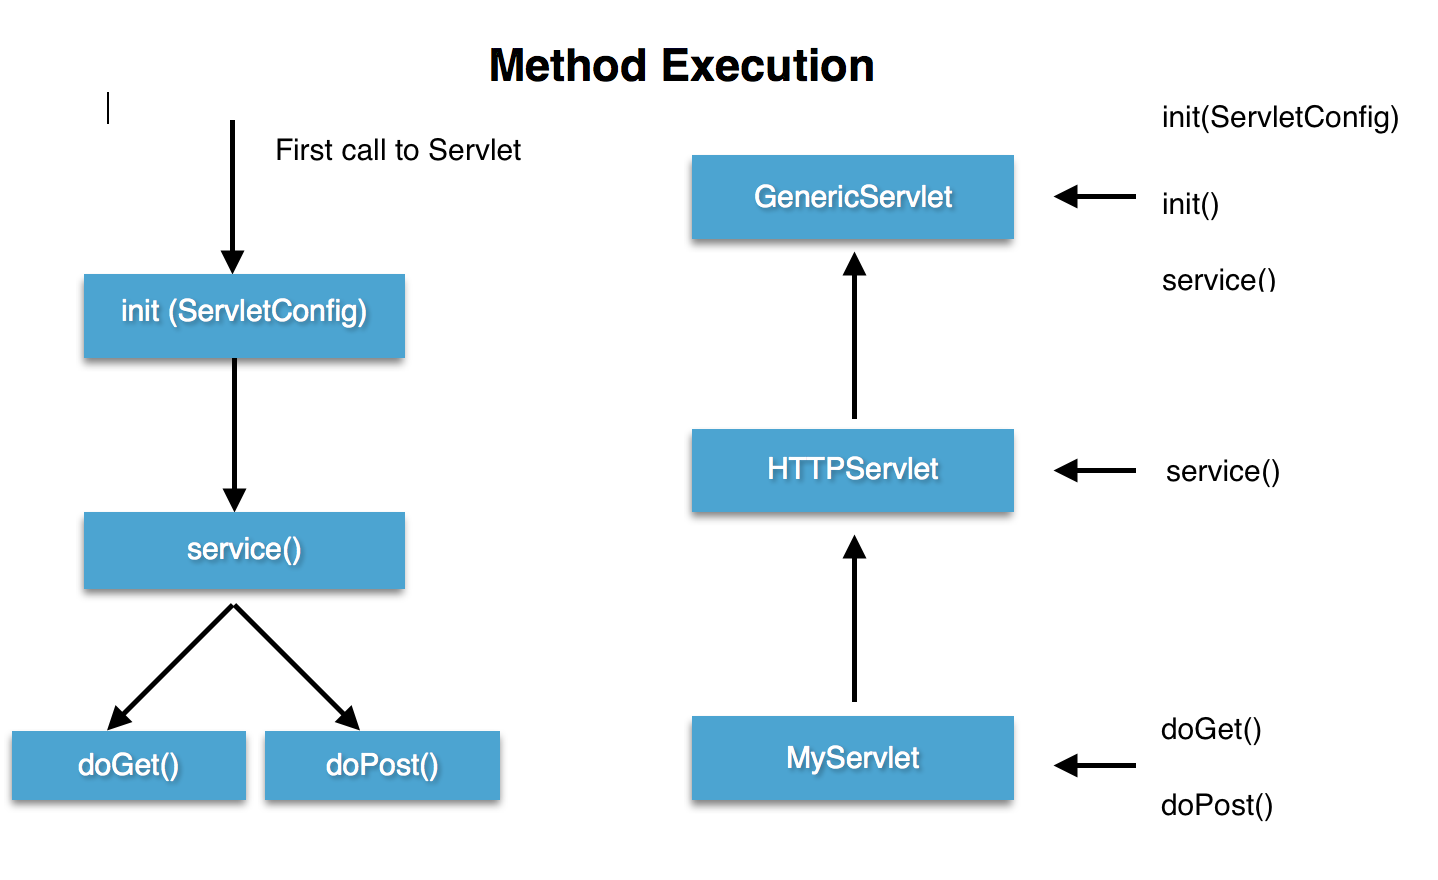 Method Execution
First call to Servlet
init (ServletConfig)
service()
doGet()
doPost()
GenericServlet
init(ServletConfig)
init()
service()
HTTPServlet
service()
MyServlet
doGet()
doPost()